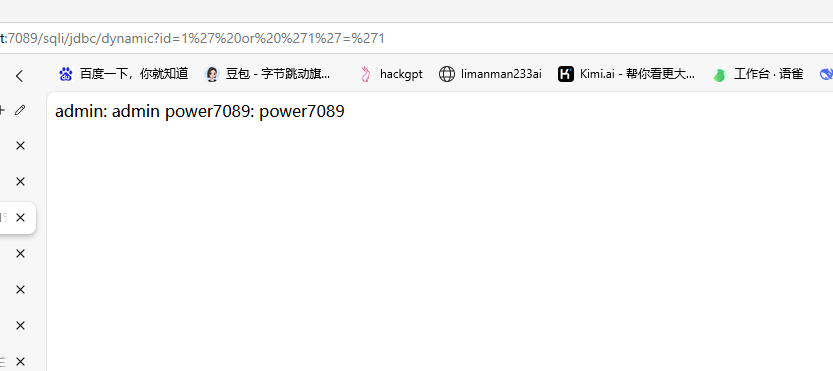 t:7089/sqli/jdbc/dynamic?id=1%27%20or%20%271%27=%271
百度一下，你就知道 豆包 - 字节跳动旗... hackgpt limanman233ai Kimi.ai - 帮你看更大... 工作台 · 语雀
admin: admin power7089: power7089